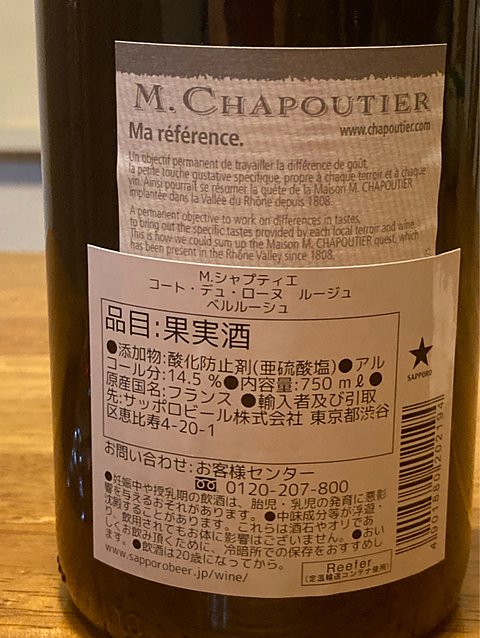 M. CHAPOUTIER
Ma référence.
www.chapoutier.com
Un objectif permanent de travailler la différence de goût,
la petite touche gustative spécifique, propre à chaque terroir et à chaque
vin. Ainsi pourrait se résumer la quête de la Maison M. CHAPOUTIER
implantée dans la Vallée du Rhône depuis 1808.
A permanent objective to work on differences in tastes,
to bring out the specific tastes provided by each local terroir and wine.
This is how we could sum up the Maison M. CHAPOUTIER quest, which
has been present in the Rhône Valley since 1808.
M.シャプティエ
コート・デュ・ローヌ ルージュ
ベルルーシュ
品目:果実酒
●添加物:酸化防止剤(亜硫酸塩)●アル
コール分:14.5 %●内容量:750 mℓ●
原産国名:フランス ●輸入者及び引取
先:サッポロビール株式会社 東京都渋谷
区恵比寿4-20-1
SAPPORO
お問い合わせ:お客様センター
0120-207-800
●妊娠中や授乳期の飲酒は、胎児・乳児の発育に悪影
響を与えるおそれがあります。●中味成分等が浮遊・
沈殿することがあります。これらは酒石やオリであ
り、飲用されてもお体に影響はございません。●おい
しくお飲み頂くために、冷暗所での保存をおすすめし
ます。●飲酒は20歳になってから。
www.sapporobeer.jp/wine/
Reefer
(定温輸送コンテナ使用)
4 901880 202194